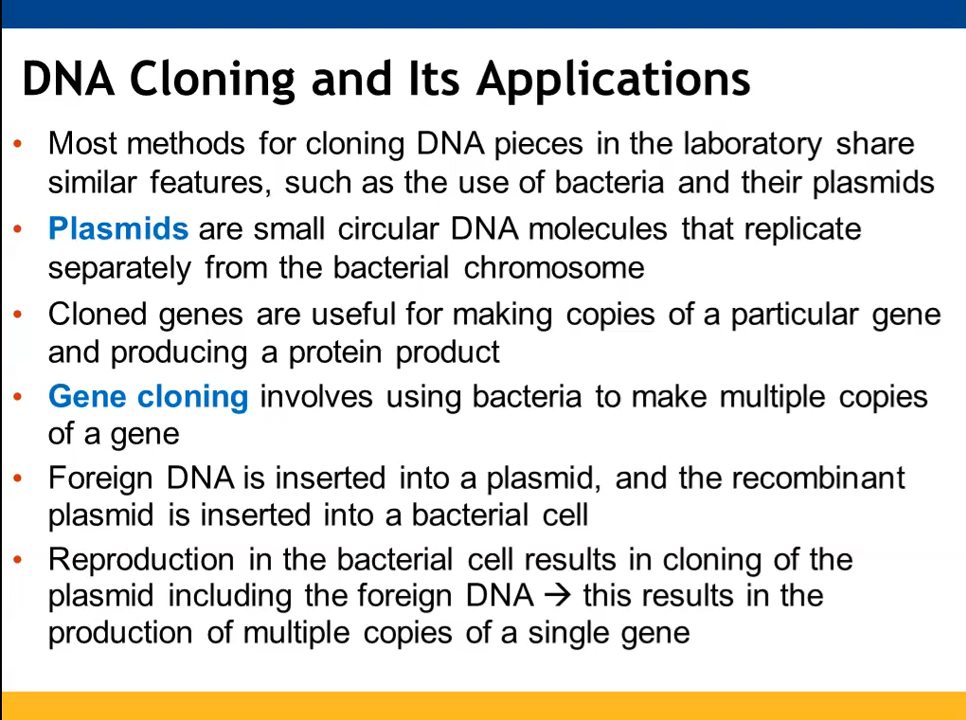 DNA Cloning and Its Applications
• Most methods for cloning DNA pieces in the laboratory share
similar features, such as the use of bacteria and their plasmids
• Plasmids are small circular DNA molecules that replicate
separately from the bacterial chromosome
• Cloned genes are useful for making copies of a particular gene
and producing a protein product
• Gene cloning involves using bacteria to make multiple copies
of a gene
• Foreign DNA is inserted into a plasmid, and the recombinant
plasmid is inserted into a bacterial cell
• Reproduction in the bacterial cell results in cloning of the
plasmid including the foreign DNA → this results in the
production of multiple copies of a single gene